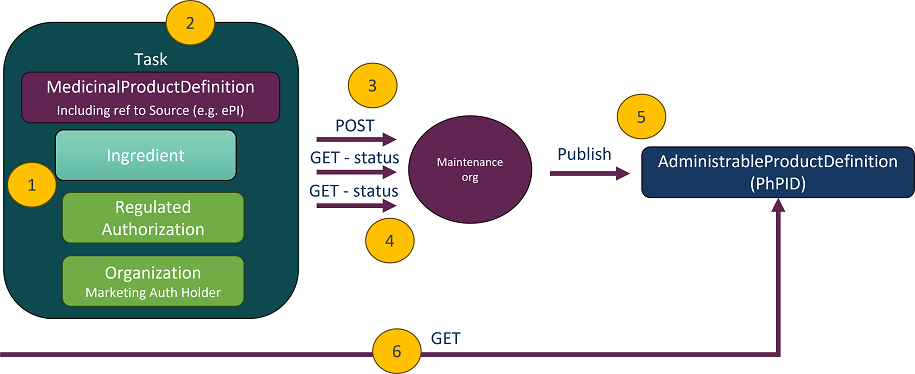 2
Task
MedicinalProductDefinition
Including ref to Source (e.g. ePI)
Ingredient
1
Regulated
Authorization
Organization
Marketing Auth Holder
3
POST
GET - status
GET - status
4
Maintenance
org
Publish
5
AdministrableProductDefinition
(PhPID)
6
GET